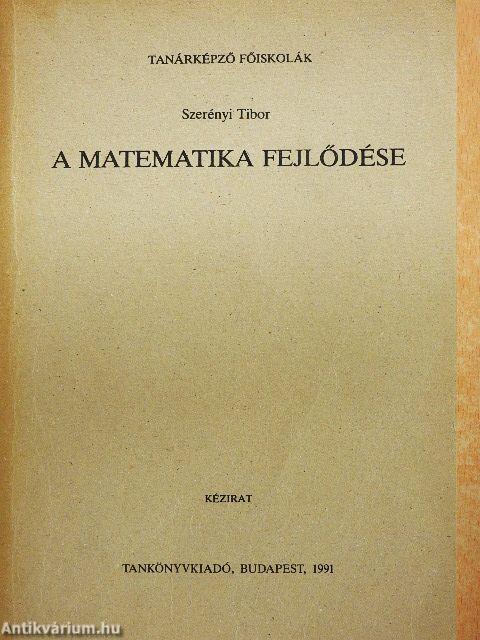 TANÁRKÉPZŐ FŐISKOLÁK
Szerényi Tibor
A MATEMATIKA FEJLŐDÉSE
KÉZIRAT
TANKÖNYVKIADÓ, BUDAPEST, 1991
Antikvárium.hu